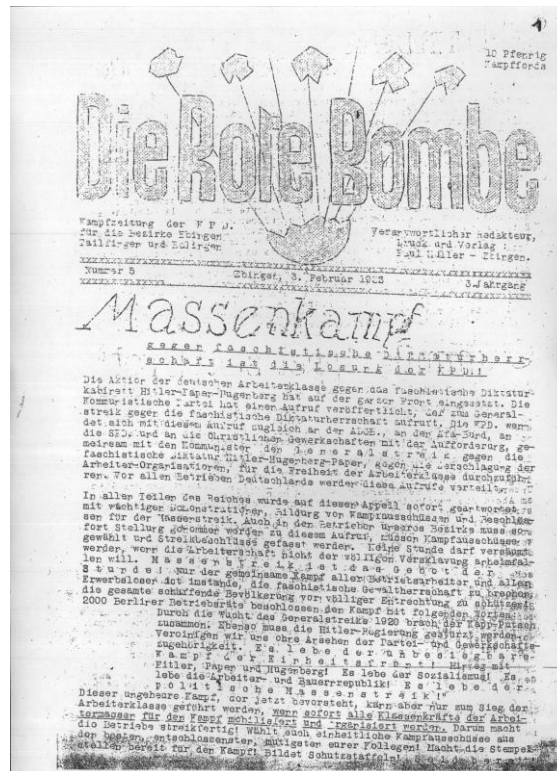 1
10 Pfennig
Kampffonds
Die Rote Bombe
Kampfzeitung der K P D.
für die Bezirke Ebingen
Tailfingen und Balingen
Verantwortlicher Redakteur,
Druck und Verlag :
Paul Müller - Ebingen.
Nummer 5 Ebingen, 3. Februar 1933 3.Jahrgang
Massenkampf
gegen faschistische Diktaturherr-
schaft ist die Losung der KPD!
Die Aktion der deutschen Arbeiterklasse gegen das faschistische Diktatur-
kabinett Hitler-Papen-Hugenberg hat auf der ganzen Front eingesetzt. Die
Kommunistische Partei hat einen Aufruf veröffentlicht, der zum General-
streik gegen die faschistische Diktaturherrschaft aufruft. Die KPD. wen-
det sich mit diesem Aufruf zugleich an der ADGB., an den Afa-Bund, an
die SPD. und an die Christlichen Gewerkschaften mit der Aufforderung, ge-
meinsam mit den Kommunisten den Generalstreik gegen die
faschistische Diktatur Hitler-Hugenberg-Papen, gegen die Zerschlagung der
Arbeiter-Organisationen, für die Freiheit der Arbeiterklasse durchzufüh-
ren. Vor allen Betrieben Deutschlands werden diese Aufrufe verteilt.
In allen Teilen des Reiches wurde auf diesen Appell sofort geantwortet
mit wuchtigen Demonstrationen, Bildung von Kampfausschüssen und Beschlüs-
sen für den Massenstreik. Auch in den Betrieben unseres Bezirks muss so-
fort Stellung genommen werden zu diesem Aufruf, müssen Kampfausschüsse
gewählt und Streikbeschlüsse gefasst werden. Keine Stunde darf versäumt
werden, wenn die Arbeiterschaft nicht der völligen Versklavung anheimfal-
len will. Massenstreik ist das Gebot der
Stunde! Nur der gemeinsame Kampf aller Betriebsarbeiter und allen
Erwerbslosen ist imstande, die faschistische Gewaltherrschaft zu brechen,
die gesamte schaffende Bevölkerung vor völliger Entrechtung zu schützen.
2000 Berliner Betriebsräte beschlossen den Kampf mit folgenden Worten:
Durch die Wucht des Generalstreiks 1920 brach der Kapp-Putsch
zusammen. Ebenso muss die Hitler-Regierung gestürzt werden.
Vereinigen wir uns ohne Ansehen der Partei- und Gewerkschafts-
zugehörigkeit. Es lebe der unbesiegbare
Kampf der Einheitsfront! Hinweg mit
Hitler, Papen und Hugenberg! Es lebe der Sozialismus! Es
lebe die Arbeiter- und Bauernrepublik! Es lebe der
politische Massenstreik!"
Dieser ungeheure Kampf, der jetzt bevorsteht, kann aber nur zum Sieg der
Arbeiterklasse geführt werden, wenn sofort alle Klassenkräfte der Arbei-
termassen für den Kampf mobilisiert und organisiert werden. Darum macht
die Betriebe streikfertig! Wählt euch einheitliche Kampfausschüsse aus
den besten, entschlossensten, mutigsten eurer Kollegen! Macht die Stempel-
stellen bereit für den Kampf! Bildet Schutzstaffeln!